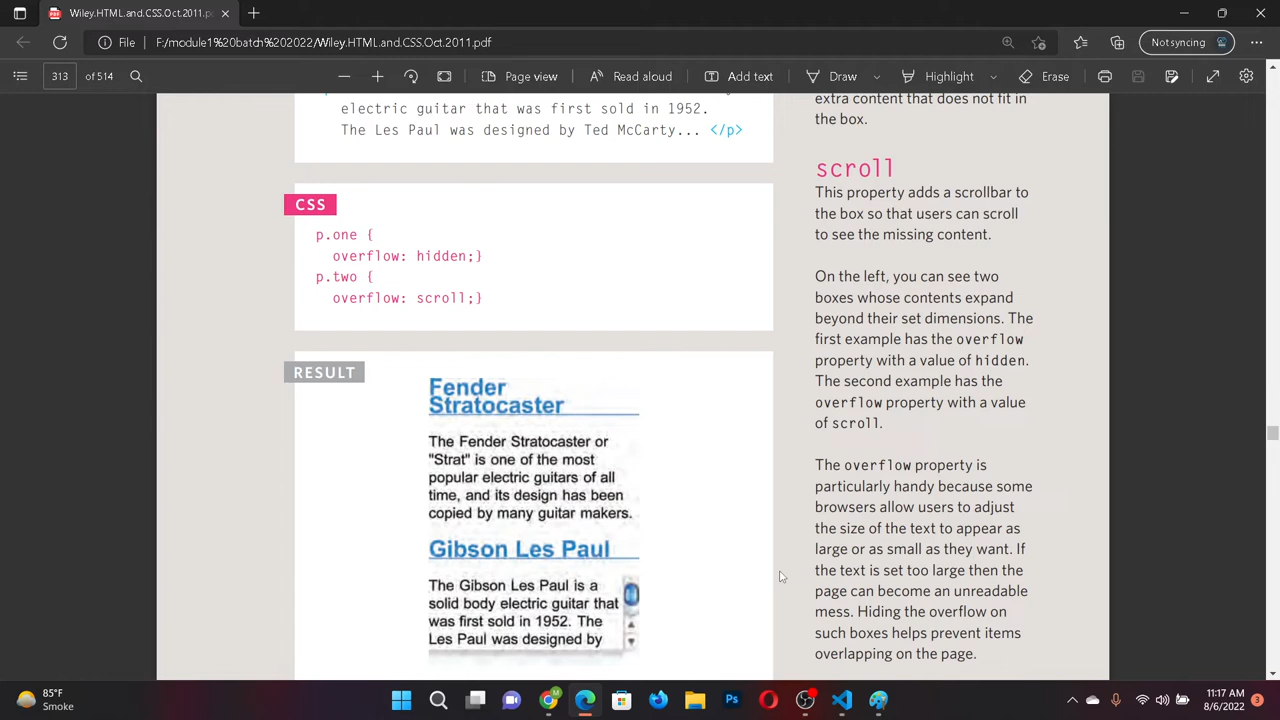 Wiley.HTML.and.CSS.Oct.2011.p
File
F:/module1%20batch%202022/Wiley.HTML.and.CSS.Oct.2011.pdf
Not syncing
313
of 514
Page view
Read aloud
Add text
Draw
Highlight
Erase
electric guitar that was first sold in 1952.
The Les Paul was designed by Ted McCarty... </p>
CSS
p.one {
overflow: hidden;}
p.two {
overflow: scroll;}
RESULT
Fender
Stratocaster
The Fender Stratocaster or
"Strat" is one of the most
popular electric guitars of all
time, and its design has been
copied by many guitar makers.
Gibson Les Paul
The Gibson Les Paul is a
solid body electric guitar that
was first sold in 1952. The
Les Paul was designed by
extra content that does not fit in
the box.
scroll
This property adds a scrollbar to
the box so that users can scroll
to see the missing content.
On the left, you can see two
boxes whose contents expand
beyond their set dimensions. The
first example has the overflow
property with a value of hidden.
The second example has the
overflow property with a value
of scroll.
The overflow property is
particularly handy because some
browsers allow users to adjust
the size of the text to appear as
large or as small as they want. If
the text is set too large then the
page can become an unreadable
mess. Hiding the overflow on
such boxes helps prevent items
overlapping on the page.
85°F
Smoke
Ps
11:17 AM
8/6/2022
3